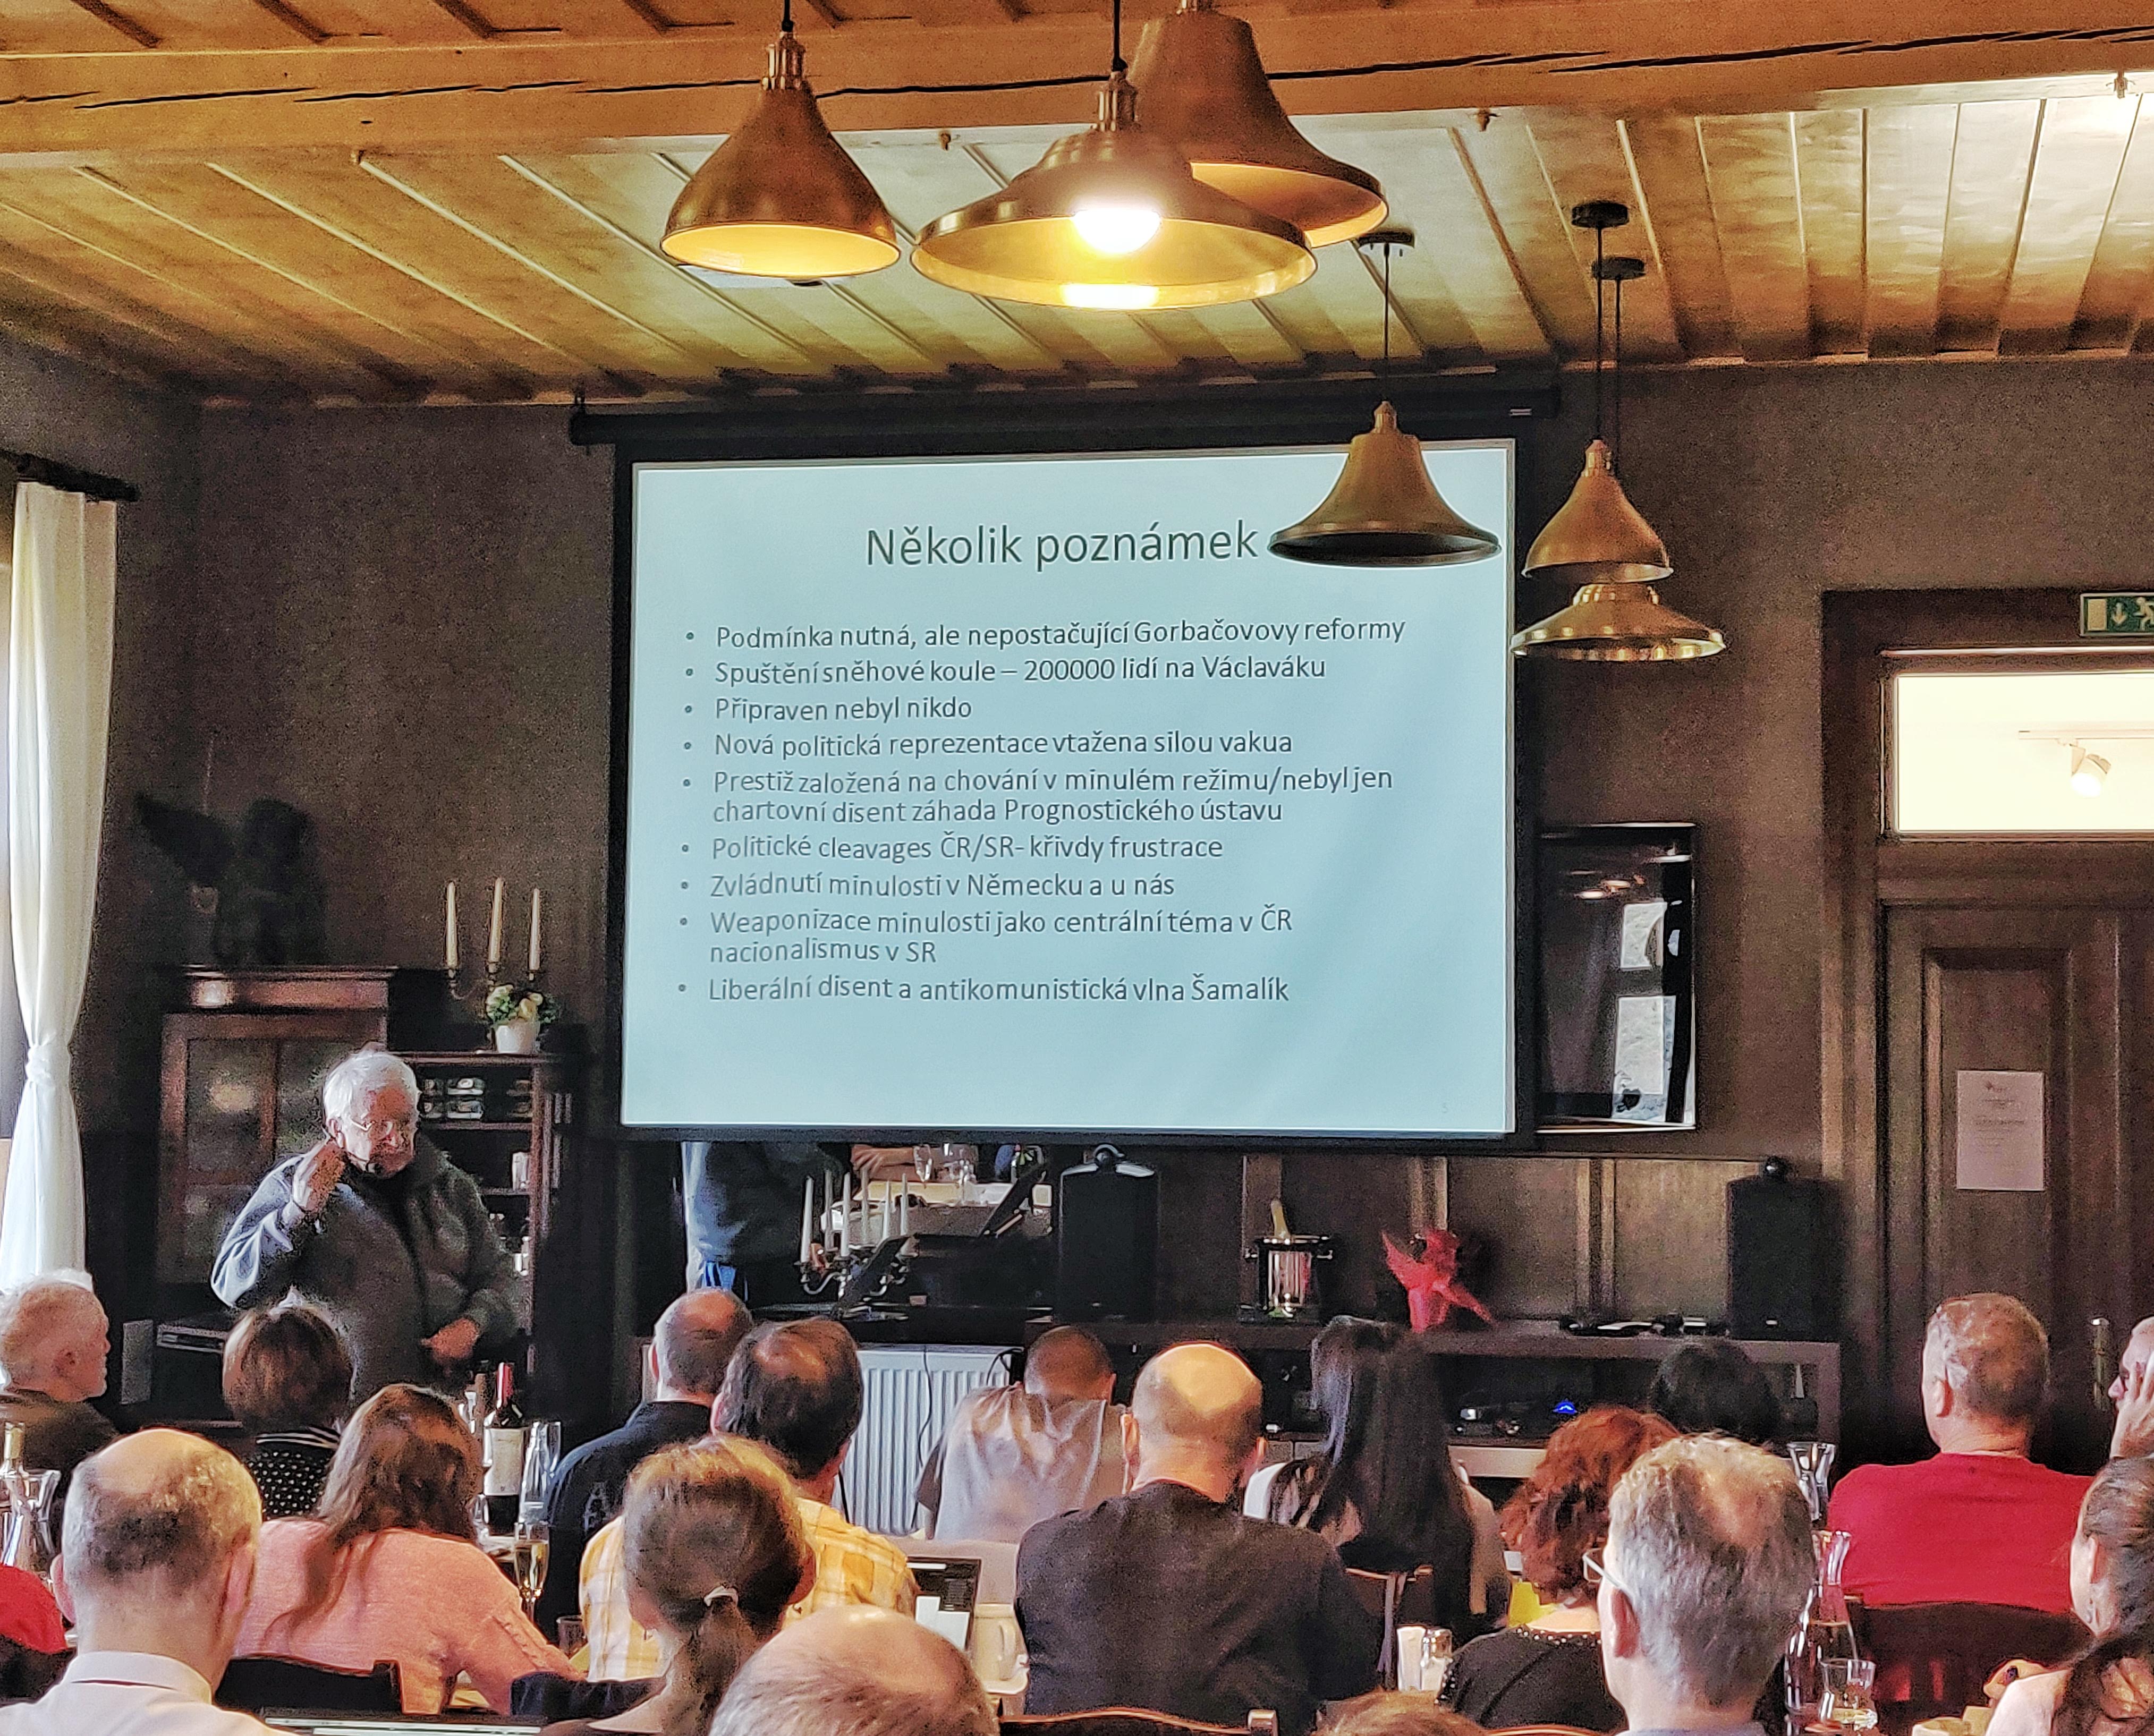 Několik poznámek
• Podmínka nutná, ale nepostačující Gorbačovovy reformy
• Spuštění sněhové koule – 200000 lidí na Václaváku
• Připraven nebyl nikdo
• Nová politická reprezentace vtažena silou vakua
• Prestiž založená na chování v minulém režimu/nebyl jen
chartovní disent záhada Prognostického ústavu
• Politické cleavages ČR/SR- křivdy frustrace
• Zvládnutí minulosti v Německu a u nás
• Weaponizace minulosti jako centrální téma v ČR
nacionalismus v SR
• Liberální disent a antikomunistická vlna Šamalík
5